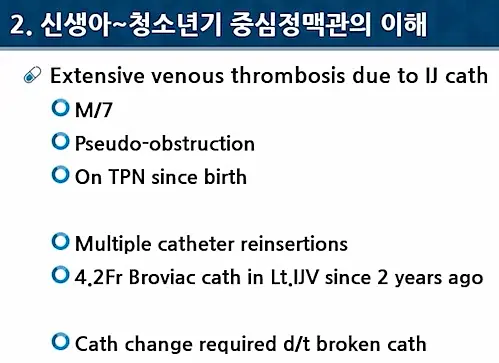 2. 신생아~청소년기 중심정맥관의 이해
Extensive venous thrombosis due to IJ cath
M/7
Pseudo-obstruction
On TPN since birth
Multiple catheter reinsertions
4.2Fr Broviac cath in Lt.IJV since 2 years ago
Cath change required d/t broken cath